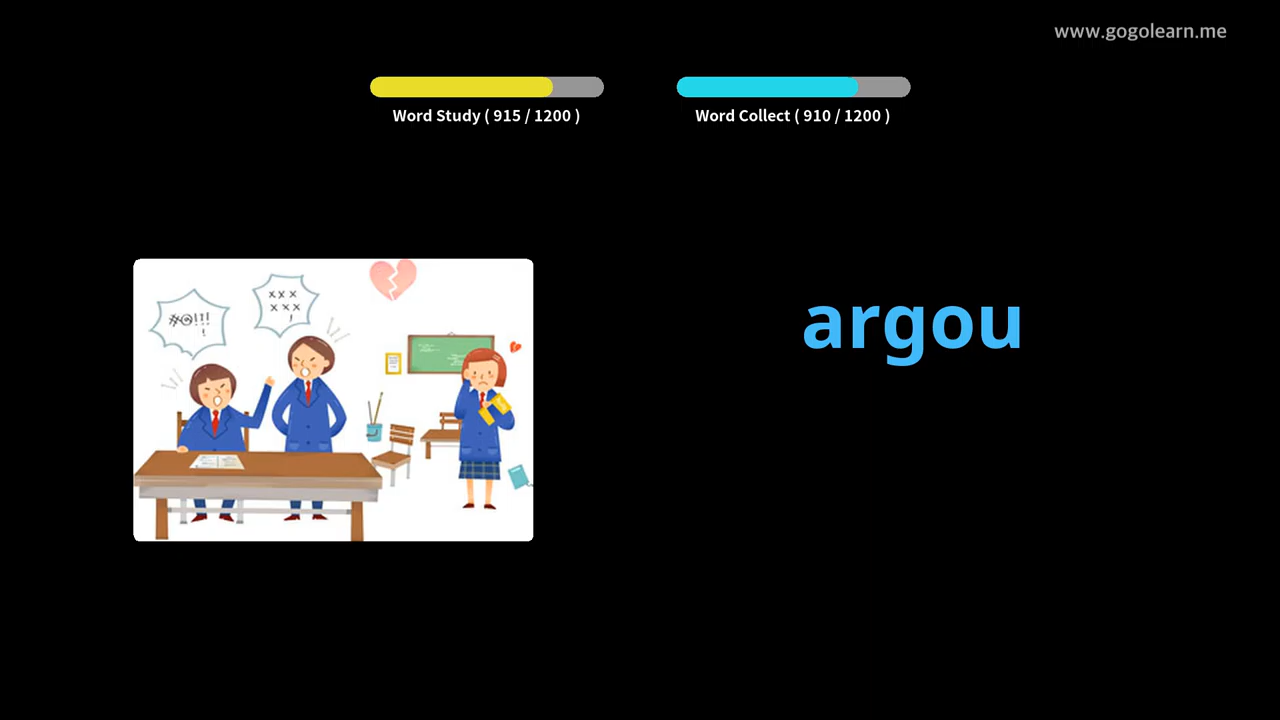 www.gogolearn.me
Word Study ( 915 / 1200 )
Word Collect ( 910 / 1200 )
#@!!!
!
x x x
x x x
!
argou